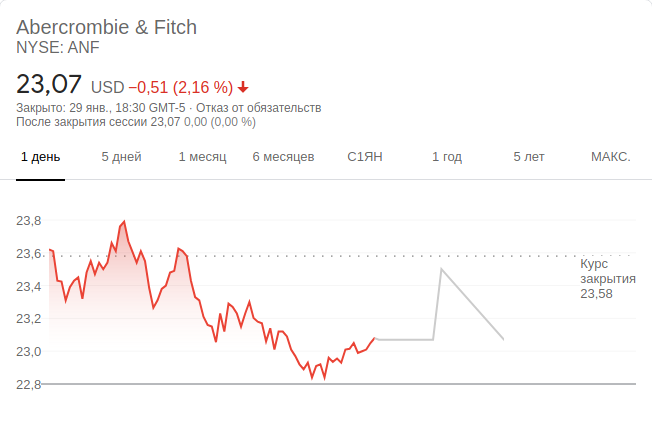 Abercrombie & Fitch
NYSE: ANF
23,07 USD −0,51 (2,16 %)
Закрыто: 29 янв., 18:30 GMT-5 · Отказ от обязательств
После закрытия сессии 23,07 0,00 (0,00 %)
1 день 5 дней 1 месяц 6 месяцев С1ЯН 1 год 5 лет МАКС.
23,8
23,6
23,4
23,2
23,0
22,8
Курс
закрытия
23,58